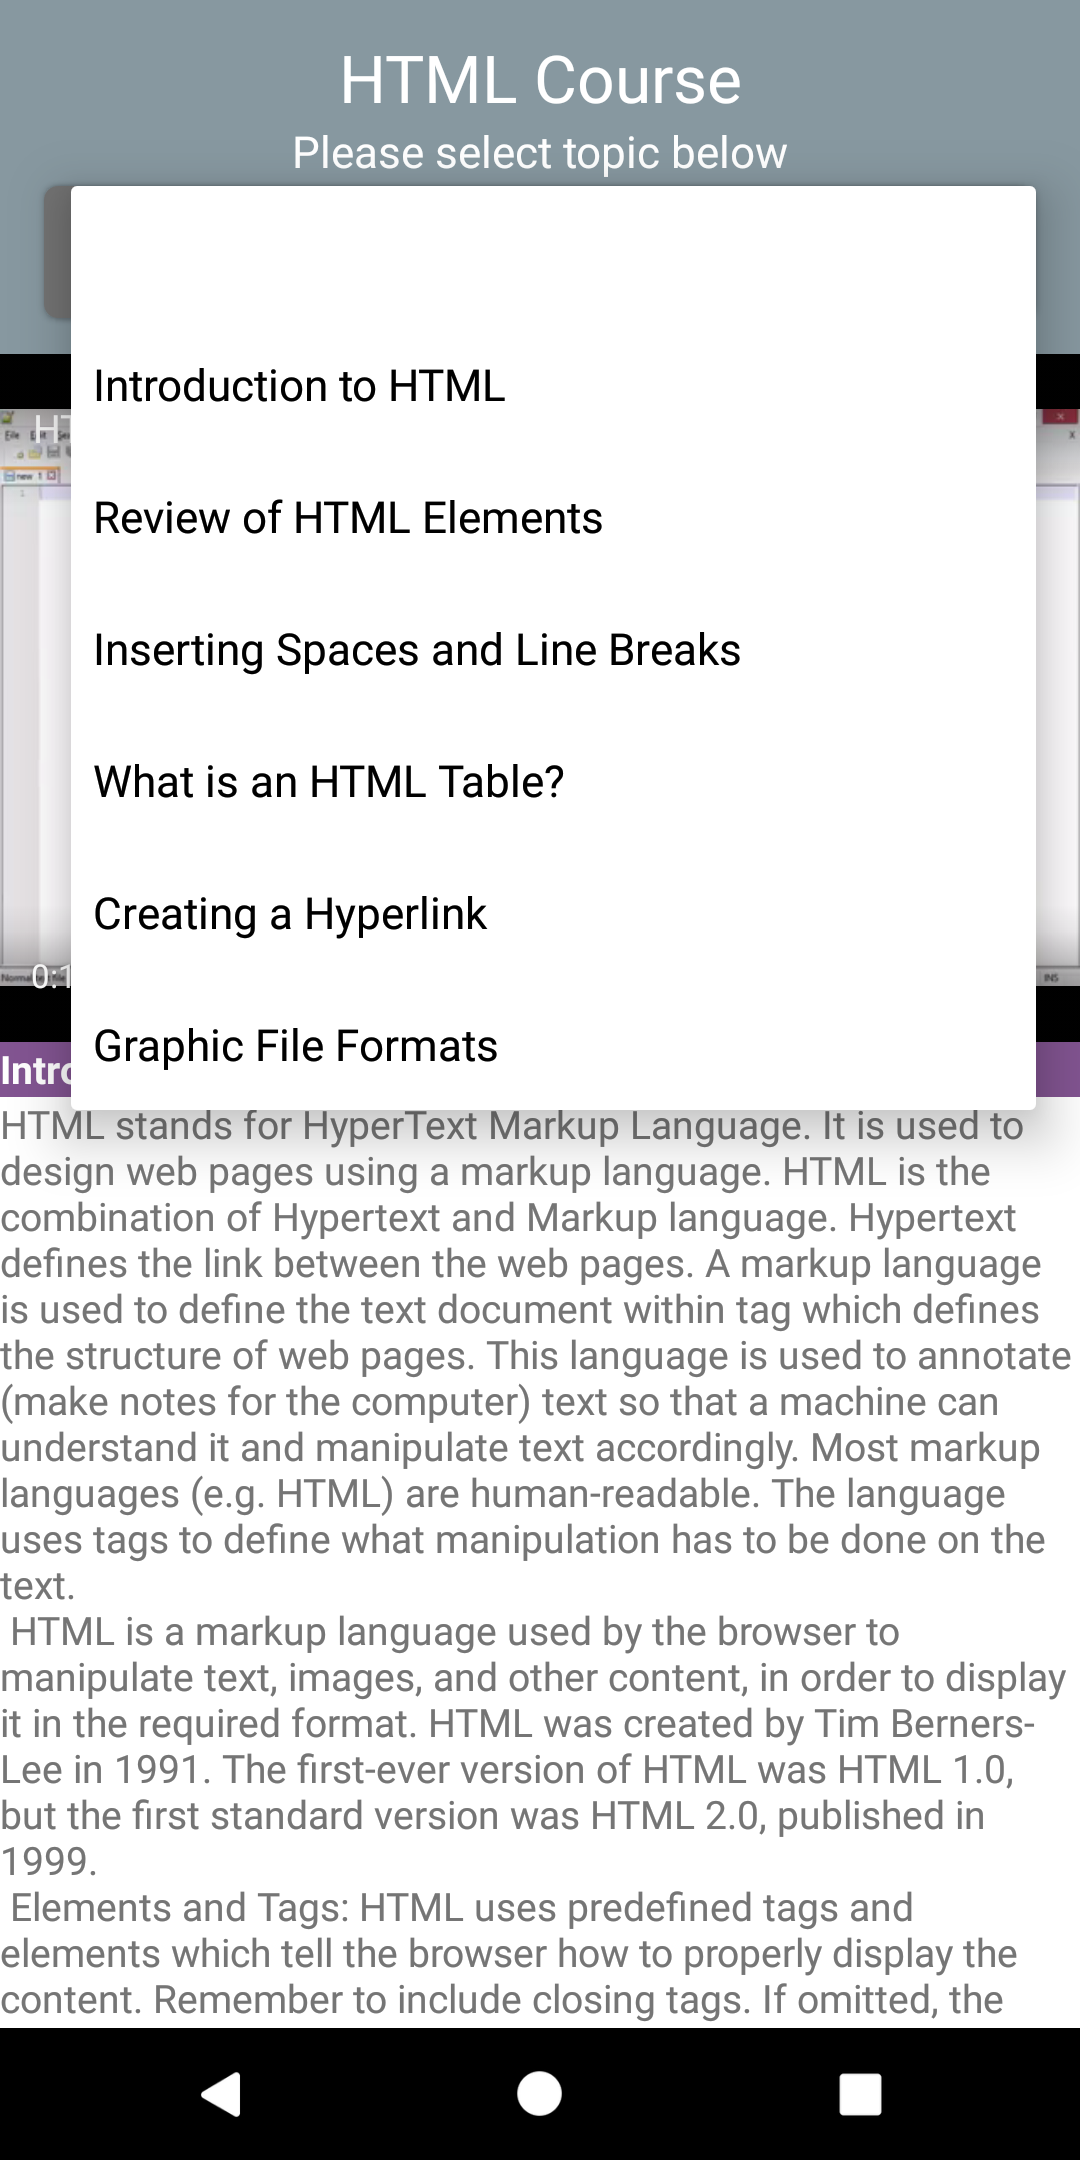 HTML Course
Please select topic below
Introduction to HTML
Review of HTML Elements
Inserting Spaces and Line Breaks
What is an HTML Table?
Creating a Hyperlink
Graphic File Formats
HTML stands for HyperText Markup Language. It is used to
design web pages using a markup language. HTML is the
combination of Hypertext and Markup language. Hypertext
defines the link between the web pages. A markup language
is used to define the text document within tag which defines
the structure of web pages. This language is used to annotate
(make notes for the computer) text so that a machine can
understand it and manipulate text accordingly. Most markup
languages (e.g. HTML) are human-readable. The language
uses tags to define what manipulation has to be done on the
text.
HTML is a markup language used by the browser to
manipulate text, images, and other content, in order to display
it in the required format. HTML was created by Tim Berners-
Lee in 1991. The first-ever version of HTML was HTML 1.0,
but the first standard version was HTML 2.0, published in
1999.
Elements and Tags: HTML uses predefined tags and
elements which tell the browser how to properly display the
content. Remember to include closing tags. If omitted, the